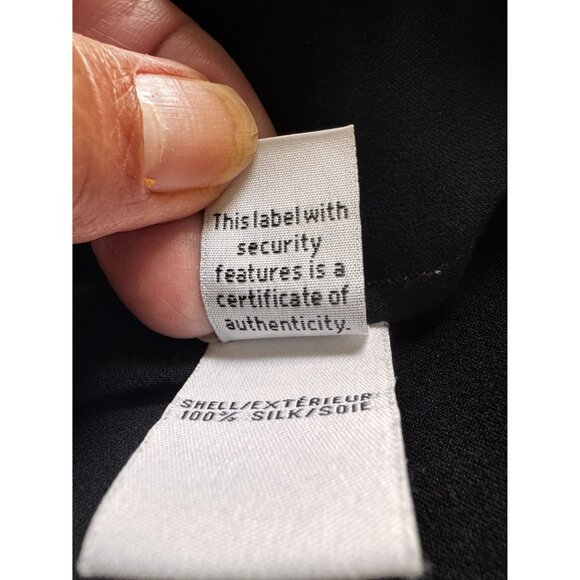 This label with
security
features is a
certificate of
authenticity.
SHELL/EXTÉRIEUR:
100% SILK/SOIE